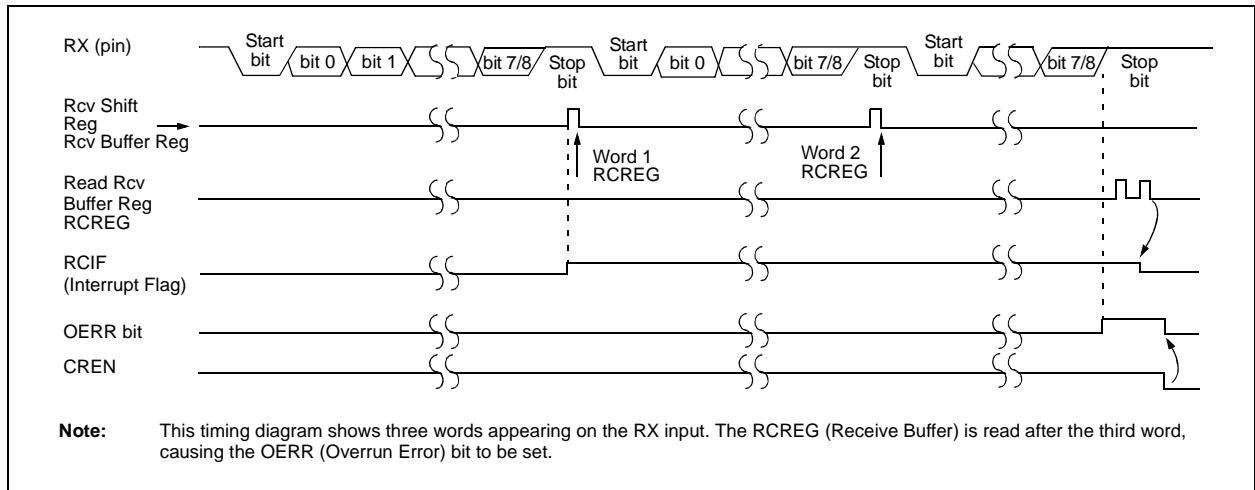 RX (pin)
Start
bit
bit 0
bit 1
bit 7/8
Stop
bit
Start
bit
bit 0
bit 7/8
Stop
bit
Start
bit
bit 7/8
Stop
bit
Rcv Shift
Reg
Rcv Buffer Reg
Word 1
RCREG
Word 2
RCREG
Read Rcv
Buffer Reg
RCREG
RCIF
(Interrupt Flag)
OERR bit
CREN
Note: This timing diagram shows three words appearing on the RX input. The RCREG (Receive Buffer) is read after the third word,
causing the OERR (Overrun Error) bit to be set.